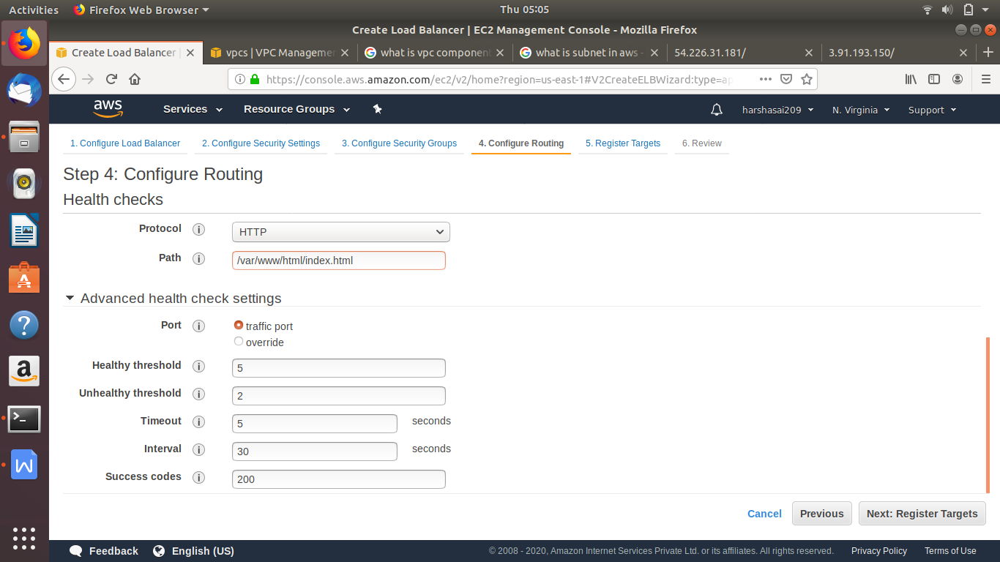 Activities Firefox Web Browser Thu 05:05
Create Load Balancer | EC2 Management Console - Mozilla Firefox
Create Load Balancer | vpcs | VPC Managemen what is vpc component what is subnet in aws - 54.226.31.181/ 3.91.193.150/
https://console.aws.amazon.com/ec2/v2/home?region=us-east-1#V2CreateELBWizard:type=ap
aws Services Resource Groups harshasai209 N. Virginia Support
1. Configure Load Balancer 2. Configure Security Settings 3. Configure Security Groups 4. Configure Routing 5. Register Targets 6. Review
Step 4: Configure Routing
Health checks
Protocol HTTP
Path /var/www/html/index.html
Advanced health check settings
Port traffic port
override
Healthy threshold 5
Unhealthy threshold 2
Timeout 5 seconds
Interval 30 seconds
Success codes 200
Cancel Previous Next: Register Targets
Feedback English (US) © 2008 - 2020, Amazon Internet Services Private Ltd. or its affiliates. All rights reserved. Privacy Policy Terms of Use